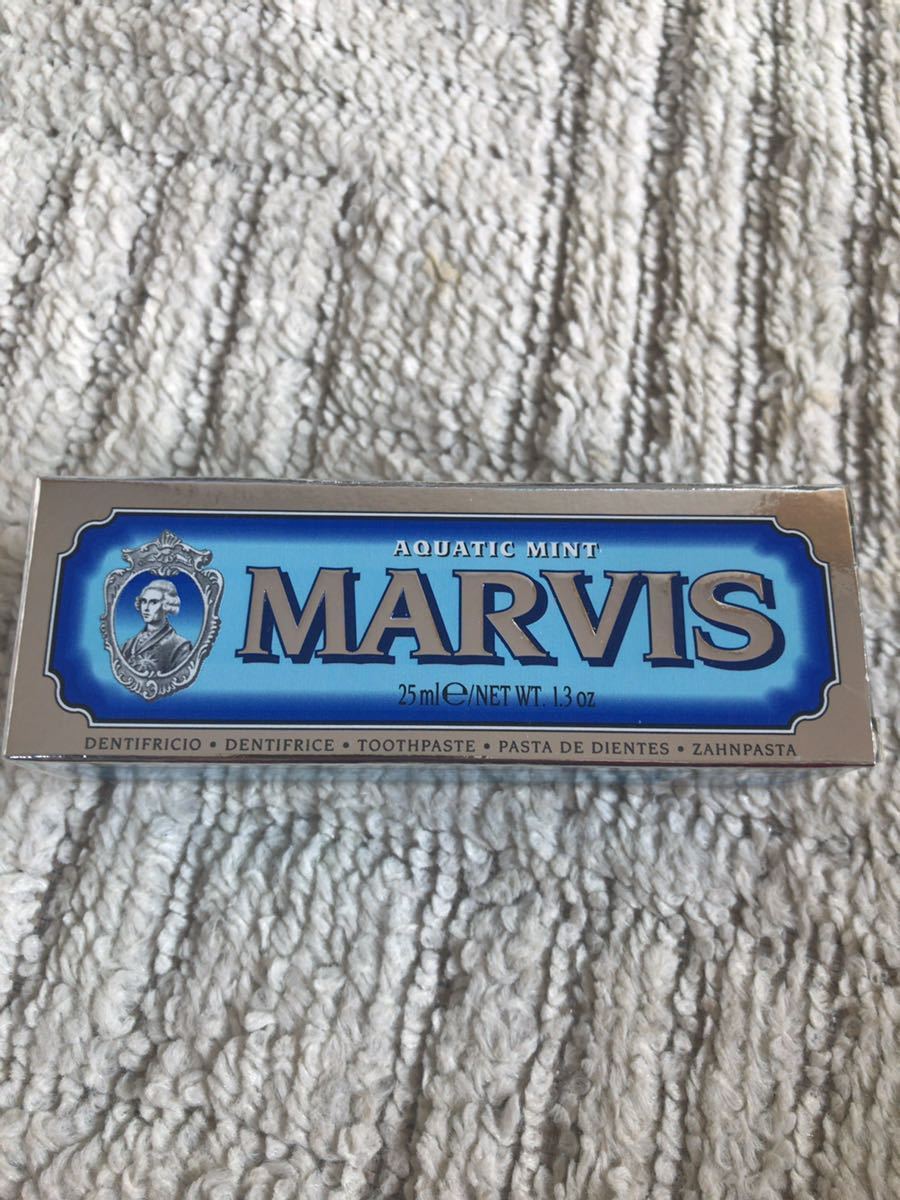 AQUATIC MINT
MARVIS
25 ml℮/NET WT. 1.3 oz
DENTIFRICIO • DENTIFRICE • TOOTHPASTE • PASTA DE DIENTES • ZAHNPASTA